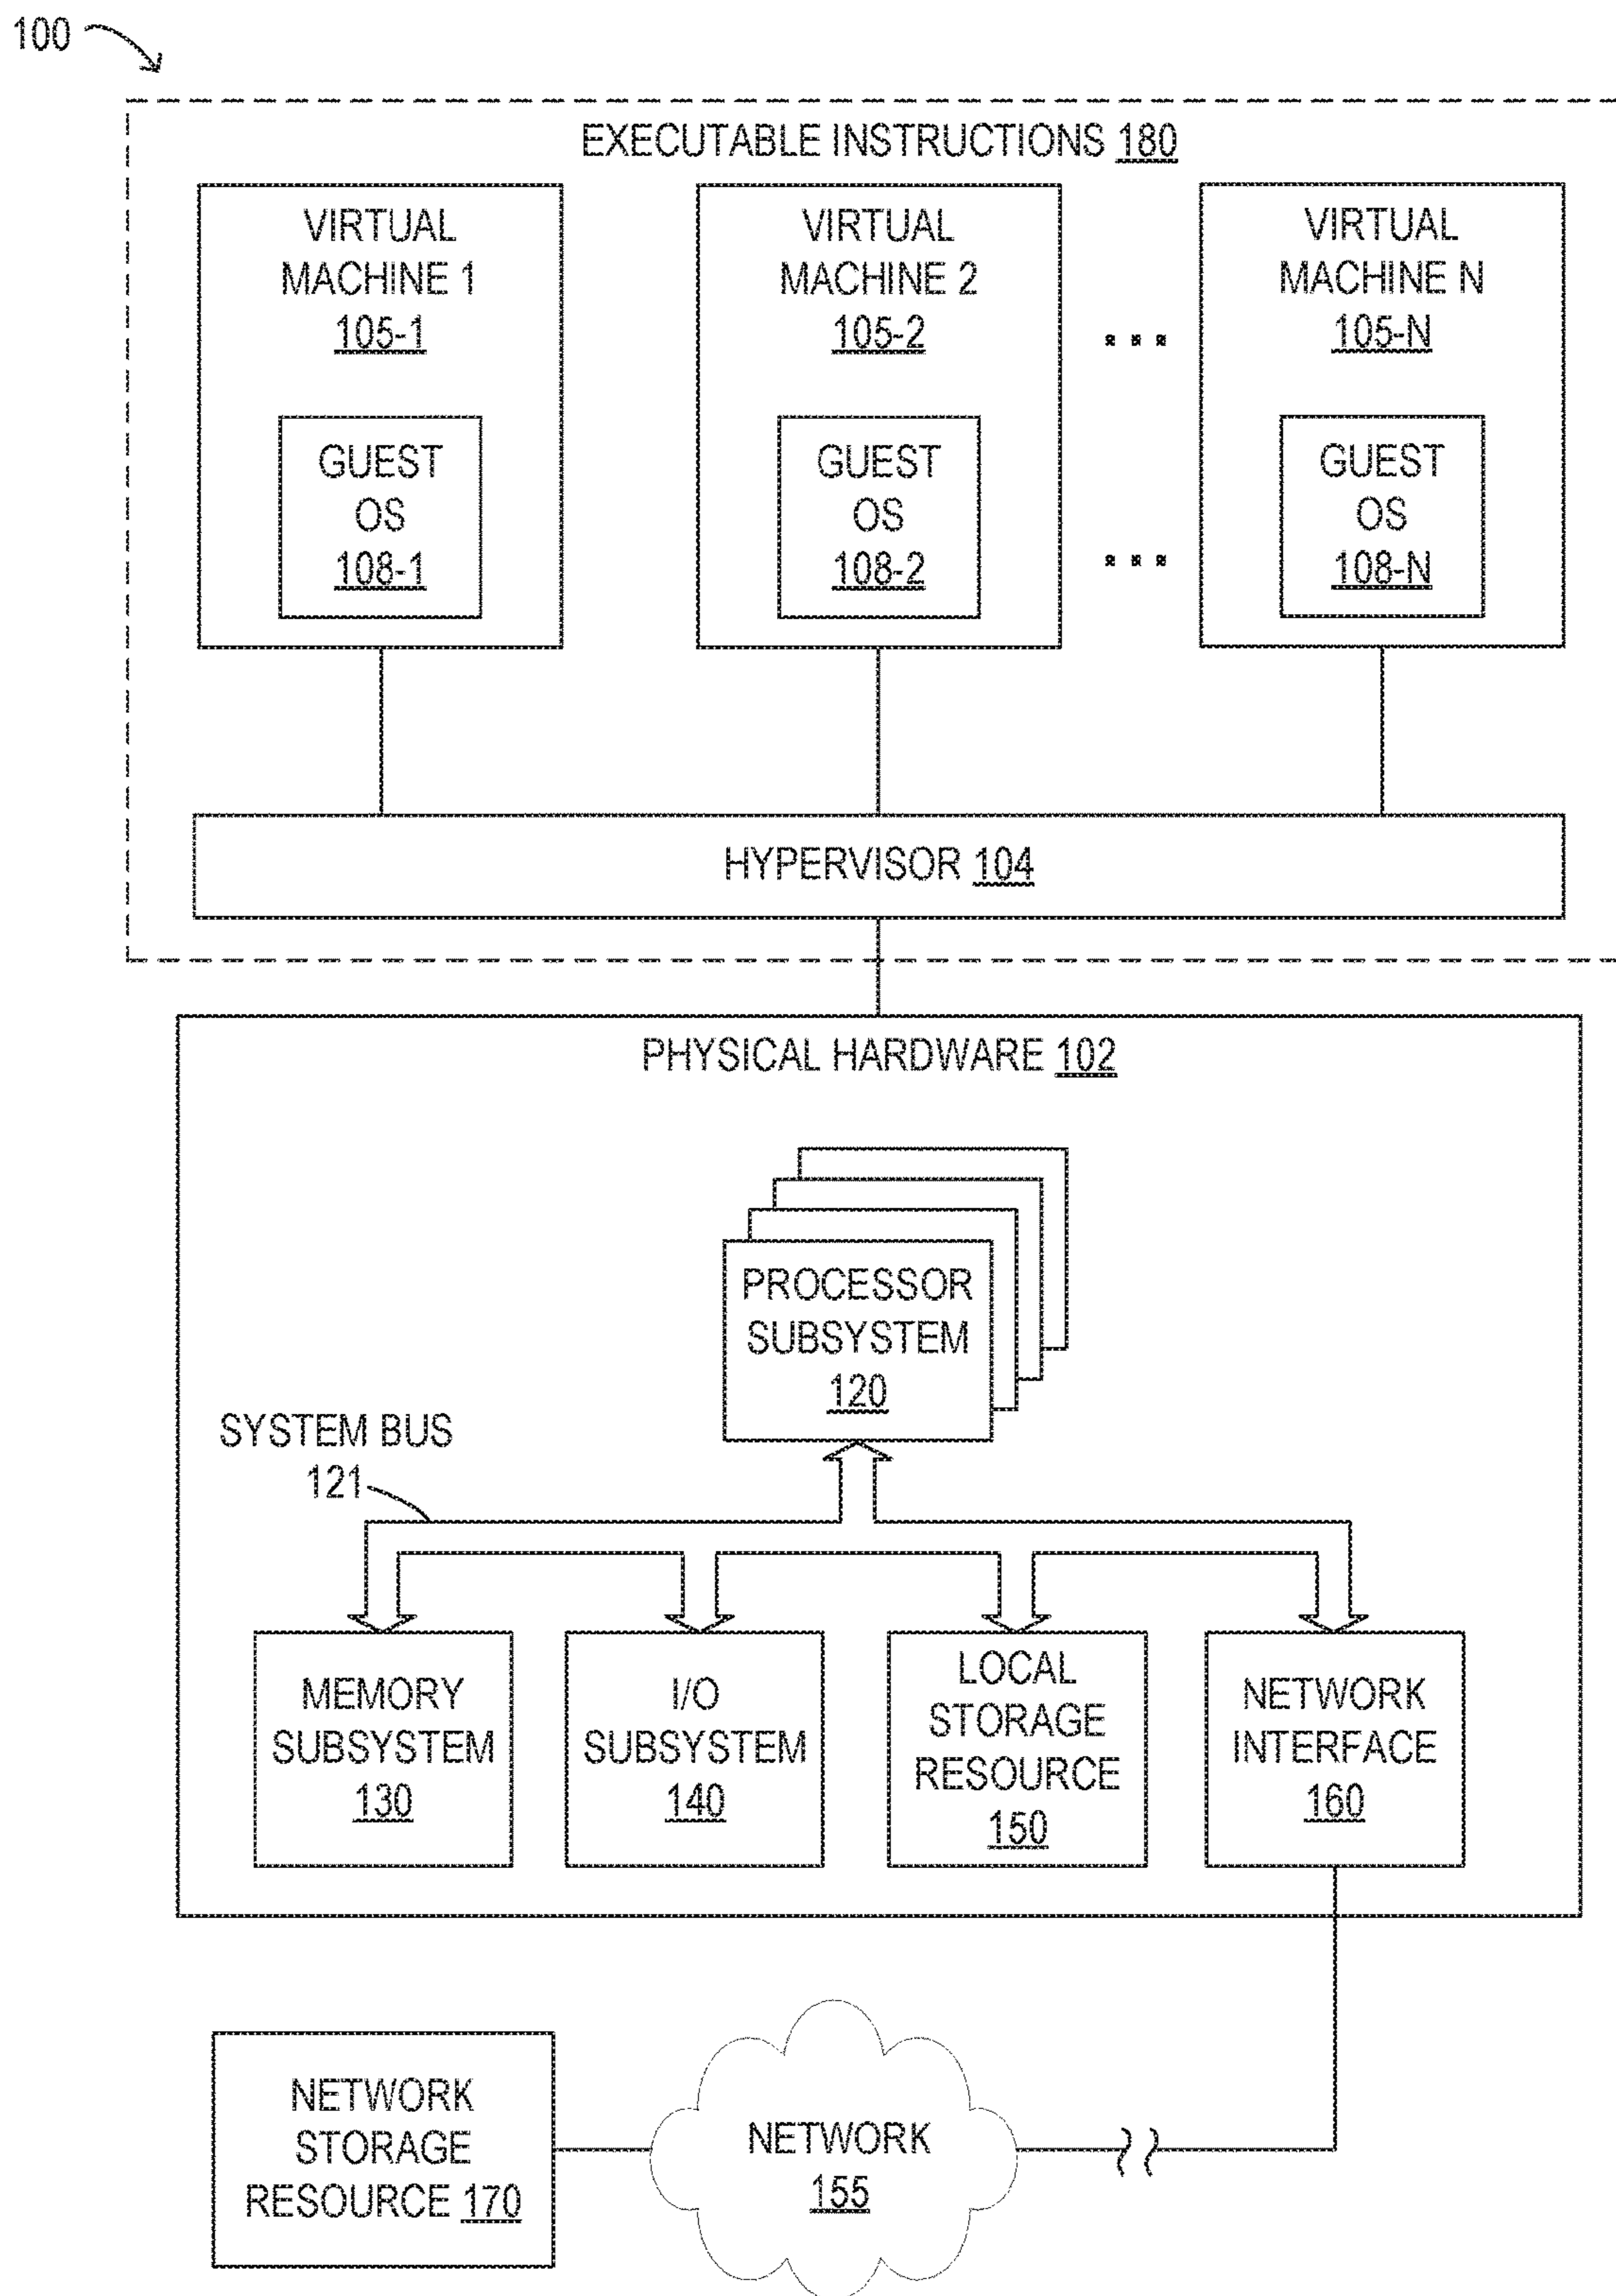 100
EXECUTABLE INSTRUCTIONS 180
VIRTUAL
MACHINE 1
105-1
GUEST
OS
108-1
VIRTUAL
MACHINE 2
105-2
GUEST
OS
108-2
...
...
VIRTUAL
MACHINE N
105-N
GUEST
OS
108-N
HYPERVISOR 104
PHYSICAL HARDWARE 102
PROCESSOR
SUBSYSTEM
120
SYSTEM BUS
121
MEMORY
SUBSYSTEM
130
I/O
SUBSYSTEM
140
LOCAL
STORAGE
RESOURCE
150
NETWORK
INTERFACE
160
NETWORK
STORAGE
RESOURCE 170
NETWORK
155